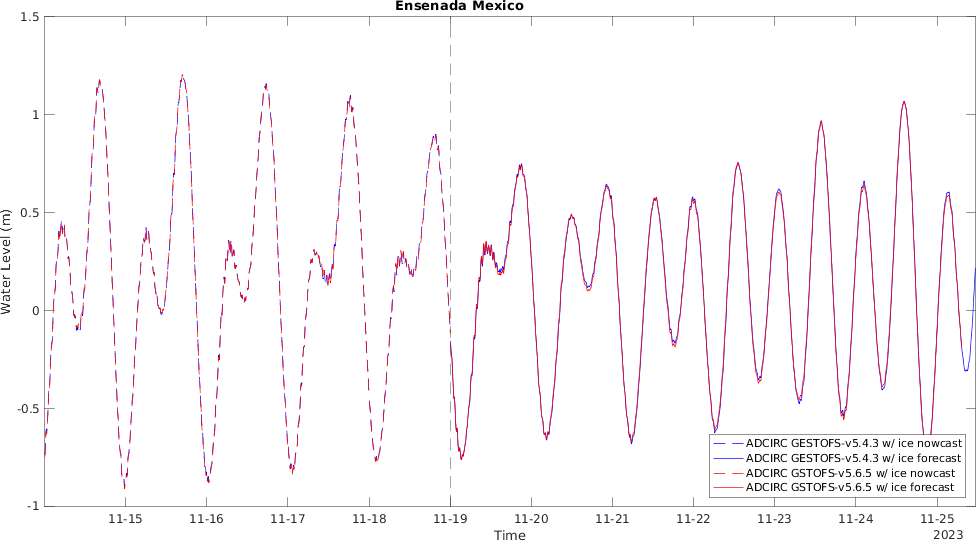 Ensenada Mexico
1.5
1
0.5
0
-0.5
-1
Water Level (m)
11-15 11-16 11-17 11-18 11-19 11-20 11-21 11-22 11-23 11-24 11-25
Time
2023
ADCIRC GESTOFS-v5.4.3 w/ ice nowcast
ADCIRC GESTOFS-v5.4.3 w/ ice forecast
ADCIRC GSTOFS-v5.6.5 w/ ice nowcast
ADCIRC GSTOFS-v5.6.5 w/ ice forecast